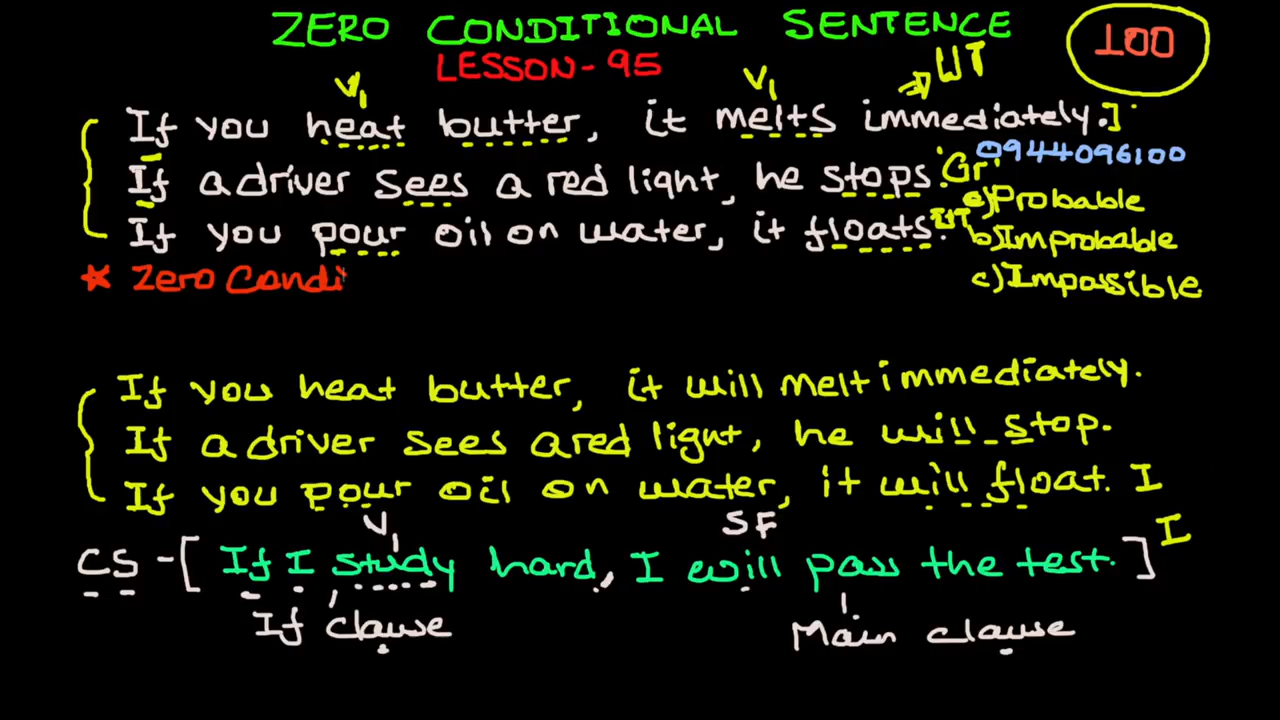 ZERO CONDITIONAL SENTENCE
100
LESSON-95
V1
V1
→ UT
If you heat butter, it melts immediately.]
09944096100
If a driver sees a red light, he stops. Gr
a) Probable
If you pour oil on water, it floats.
b) Improbable
* Zero Condi
c) Impossible
If you heat butter, it will melt immediately.
If a driver sees a red light, he will stop.
If you pour oil on water, it will float. I
V1
SF
CS-[If I study hard, I will pass the test.] I
If clause
Main clause